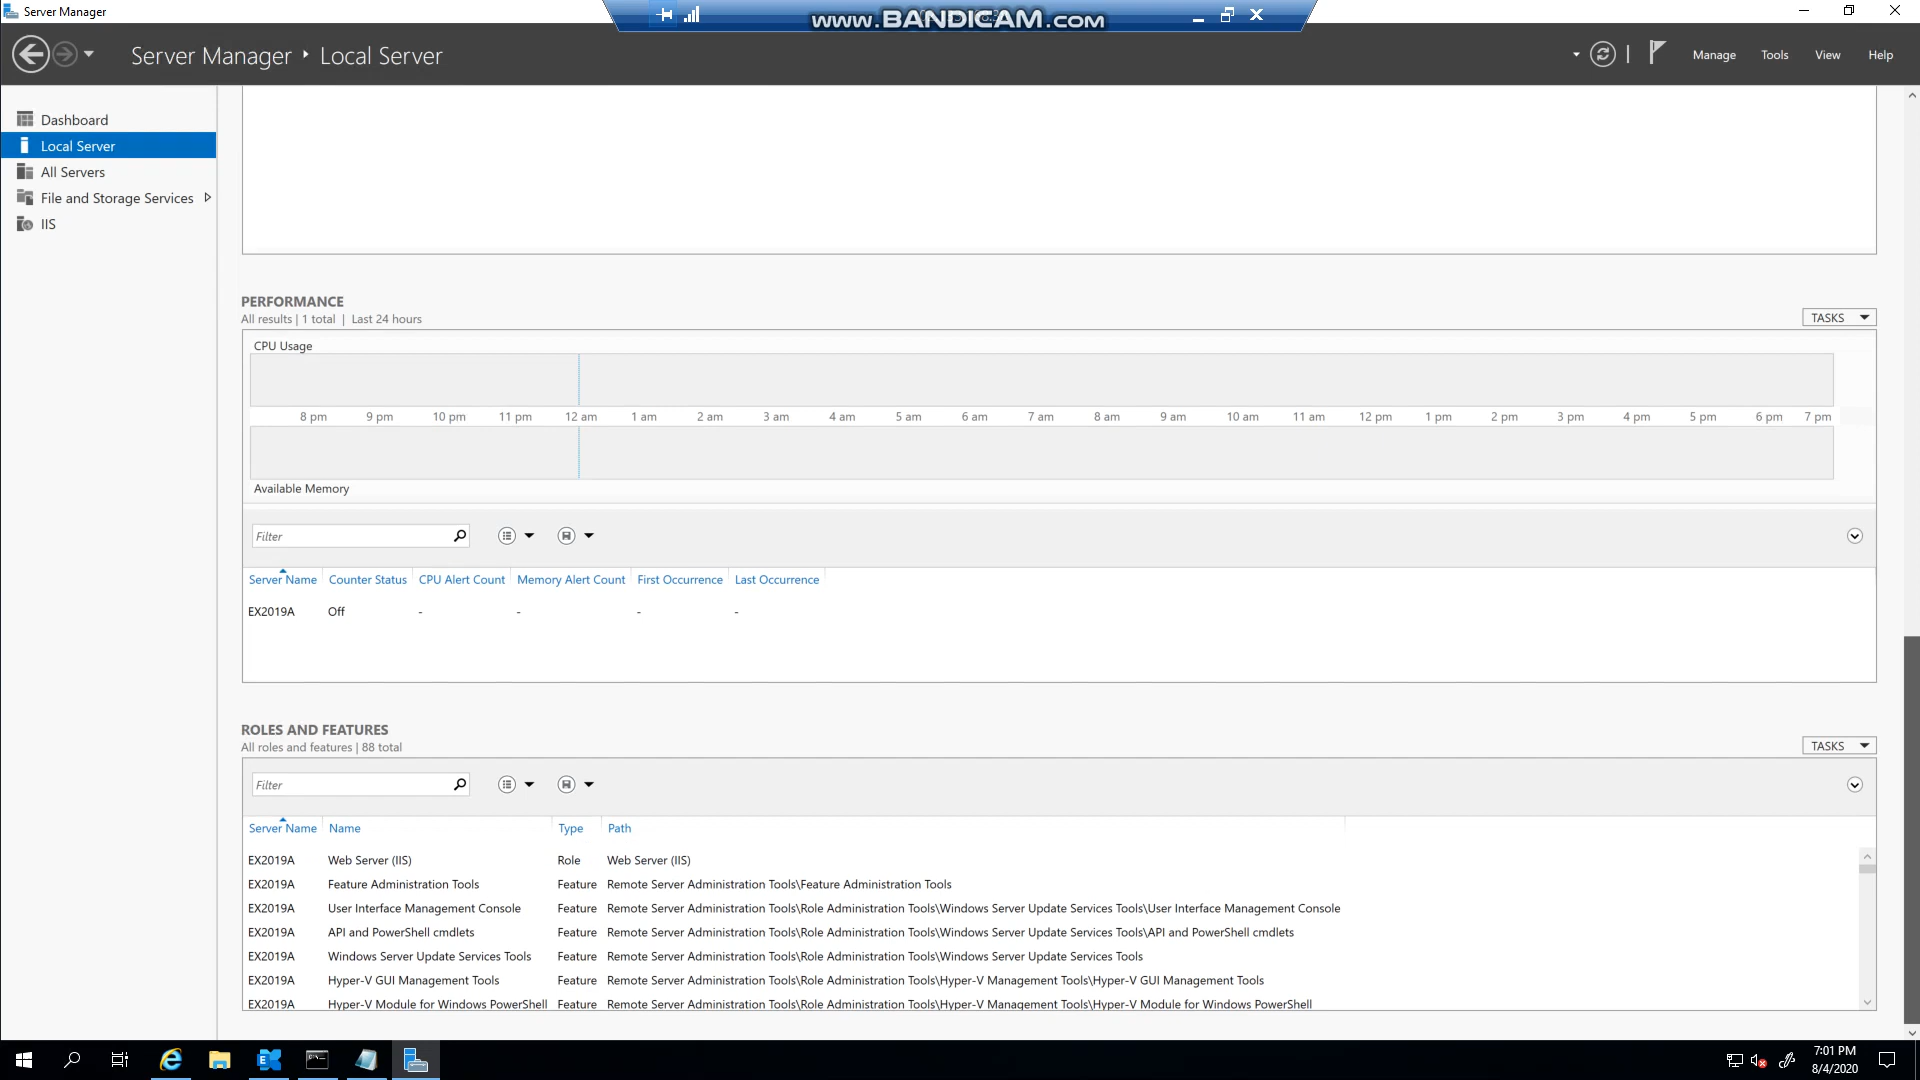 Server Manager
www.BANDICAM.com
Server Manager ‣ Local Server
Manage Tools View Help
Dashboard
Local Server
All Servers
File and Storage Services
IIS
PERFORMANCE
All results | 1 total | Last 24 hours
TASKS
CPU Usage
8 pm 9 pm 10 pm 11 pm 12 am 1 am 2 am 3 am 4 am 5 am 6 am 7 am 8 am 9 am 10 am 11 am 12 pm 1 pm 2 pm 3 pm 4 pm 5 pm 6 pm 7 pm
Available Memory
Filter
Server Name Counter Status CPU Alert Count Memory Alert Count First Occurrence Last Occurrence
EX2019A Off - - - -
ROLES AND FEATURES
All roles and features | 88 total
TASKS
Filter
Server Name Name Type Path
EX2019A Web Server (IIS) Role Web Server (IIS)
EX2019A Feature Administration Tools Feature Remote Server Administration Tools\Feature Administration Tools
EX2019A User Interface Management Console Feature Remote Server Administration Tools\Role Administration Tools\Windows Server Update Services Tools\User Interface Management Console
EX2019A API and PowerShell cmdlets Feature Remote Server Administration Tools\Role Administration Tools\Windows Server Update Services Tools\API and PowerShell cmdlets
EX2019A Windows Server Update Services Tools Feature Remote Server Administration Tools\Role Administration Tools\Windows Server Update Services Tools
EX2019A Hyper-V GUI Management Tools Feature Remote Server Administration Tools\Role Administration Tools\Hyper-V Management Tools\Hyper-V GUI Management Tools
EX2019A Hyper-V Module for Windows PowerShell Feature Remote Server Administration Tools\Role Administration Tools\Hyper-V Management Tools\Hyper-V Module for Windows PowerShell
7:01 PM
8/4/2020